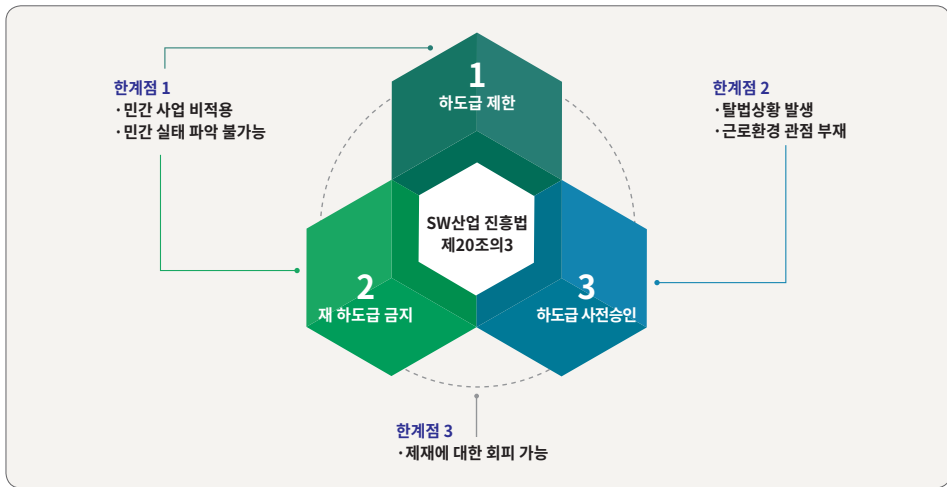 1
하도급 제한
한계점 1
·민간 사업 비적용
·민간 실태 파악 불가능
한계점 2
·탈법상황 발생
·근로환경 관점 부재
SW산업 진흥법
제20조의3
2
재 하도급 금지
3
하도급 사전승인
한계점 3
·제재에 대한 회피 가능